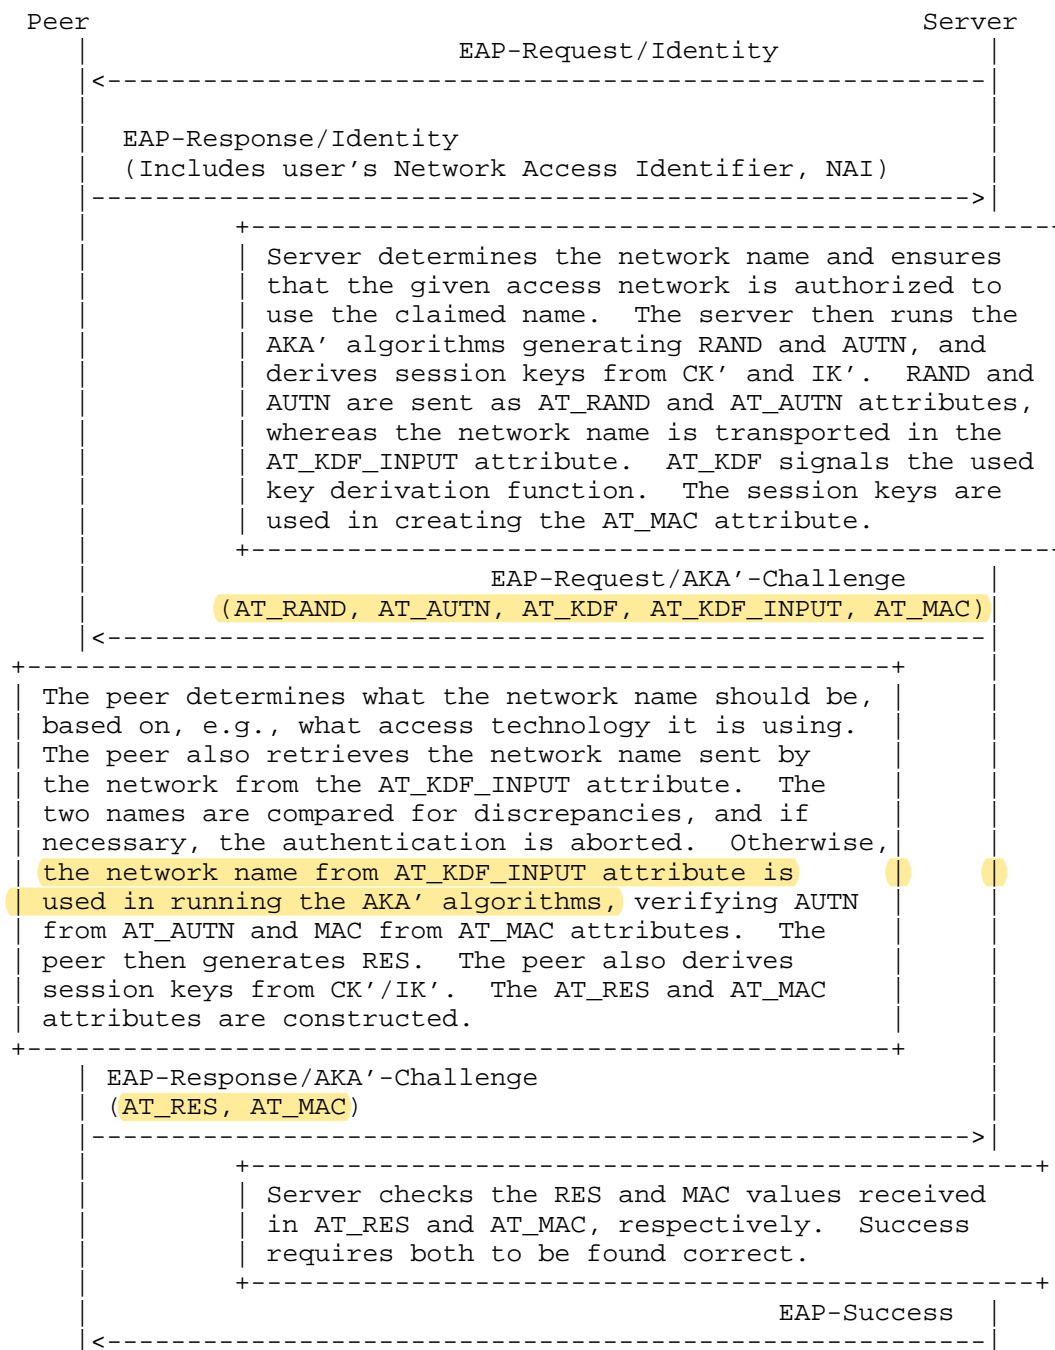 Peer Server
EAP-Request/Identity
EAP-Response/Identity
(Includes user's Network Access Identifier, NAI)
Server determines the network name and ensures
that the given access network is authorized to
use the claimed name. The server then runs the
AKA' algorithms generating RAND and AUTN, and
derives session keys from CK' and IK'. RAND and
AUTN are sent as AT_RAND and AT_AUTN attributes,
whereas the network name is transported in the
AT_KDF_INPUT attribute. AT_KDF signals the used
key derivation function. The session keys are
used in creating the AT_MAC attribute.
EAP-Request/AKA'-Challenge
(AT_RAND, AT_AUTN, AT_KDF, AT_KDF_INPUT, AT_MAC)
The peer determines what the network name should be,
based on, e.g., what access technology it is using.
The peer also retrieves the network name sent by
the network from the AT_KDF_INPUT attribute. The
two names are compared for discrepancies, and if
necessary, the authentication is aborted. Otherwise,
the network name from AT_KDF_INPUT attribute is
used in running the AKA' algorithms, verifying AUTN
from AT_AUTN and MAC from AT_MAC attributes. The
peer then generates RES. The peer also derives
session keys from CK'/IK'. The AT_RES and AT_MAC
attributes are constructed.
EAP-Response/AKA'-Challenge
(AT_RES, AT_MAC)
Server checks the RES and MAC values received
in AT_RES and AT_MAC, respectively. Success
requires both to be found correct.
EAP-Success